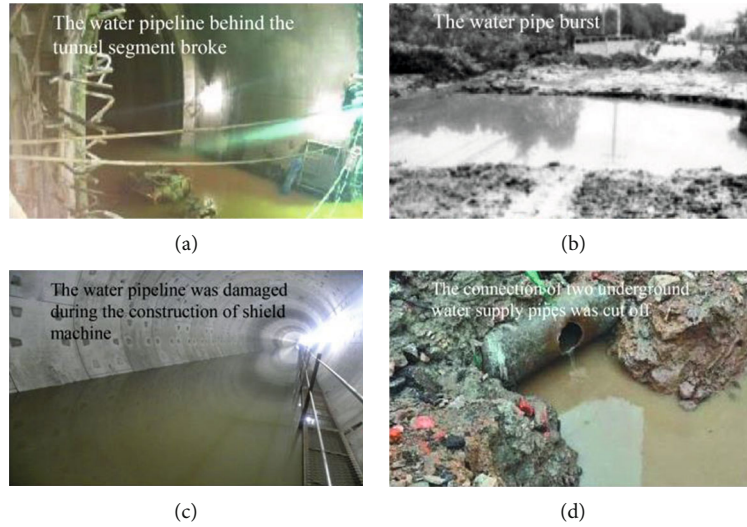 The water pipeline behind the
tunnel segment broke
The water pipe burst
(a)
(b)
The water pipeline was damaged
during the construction of shield
machine
The connection of two underground
water supply pipes was cut off
(c)
(d)